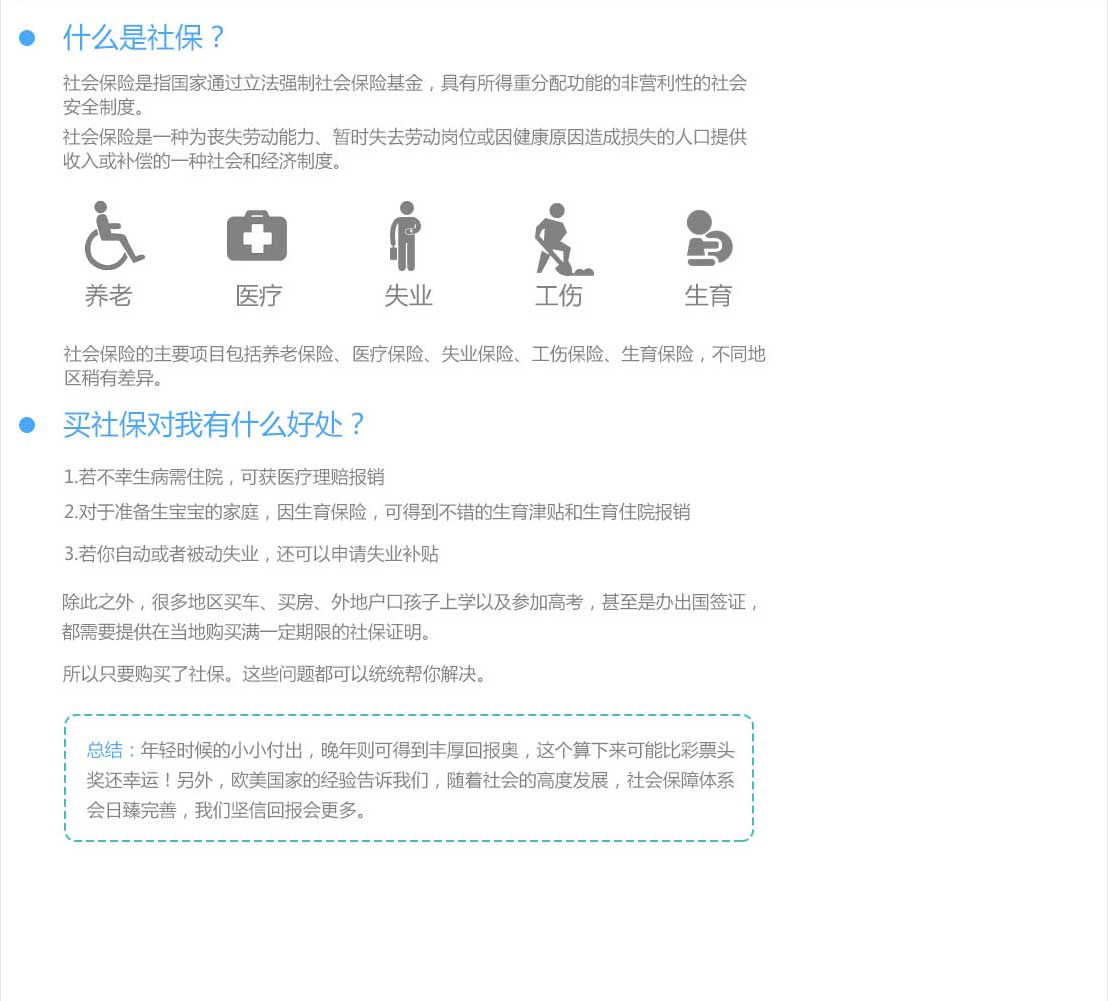 什么是社保？
社会保险是指国家通过立法强制社会保险基金，具有所得重分配功能的非营利性的社会
安全制度。
社会保险是一种为丧失劳动能力、暂时失去劳动岗位或因健康原因造成损失的人口提供
收入或补偿的一种社会和经济制度。
养老 医疗 失业 工伤 生育
社会保险的主要项目包括养老保险、医疗保险、失业保险、工伤保险、生育保险，不同地
区稍有差异。
买社保对我有什么好处？
1.若不幸生病需住院，可获医疗理赔报销
2.对于准备生宝宝的家庭，因生育保险，可得到不错的生育津贴和生育住院报销
3.若你自动或者被动失业，还可以申请失业补贴
除此之外，很多地区买车、买房、外地户口孩子上学以及参加高考，甚至是办出国签证，
都需要提供在当地购买满一定期限的社保证明。
所以只要购买了社保。这些问题都可以统统帮你解决。
总结：年轻时候的小小付出，晚年则可得到丰厚回报奥，这个算下来可能比彩票头
奖还幸运！另外，欧美国家的经验告诉我们，随着社会的高度发展，社会保障体系
会日臻完善，我们坚信回报会更多。